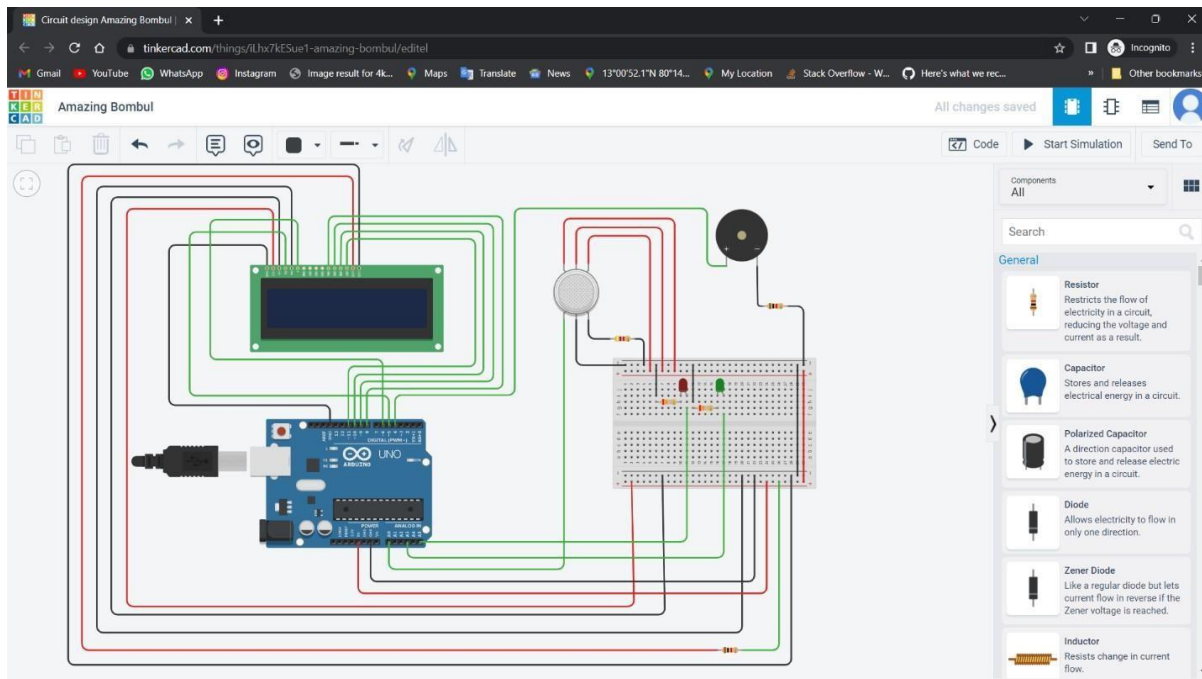 Circuit design Amazing Bombul |
tinkercad.com/things/iLhx7kESue1-amazing-bombul/editel
Incognito
Gmail
YouTube
WhatsApp
Instagram
Image result for 4k...
Maps
Translate
News
13°00'52.1"N 80°14...
My Location
Stack Overflow - W...
Here's what we rec...
»
Other bookmarks
TIN
KER
CAD
Amazing Bombul
All changes saved
Code
Start Simulation
Send To
Components
All
Search
General
Resistor
Restricts the flow of
electricity in a circuit,
reducing the voltage and
current as a result.
Capacitor
Stores and releases
electrical energy in a circuit.
Polarized Capacitor
A direction capacitor used
to store and release electric
energy in a circuit.
Diode
Allows electricity to flow in
only one direction.
Zener Diode
Like a regular diode but lets
current flow in reverse if the
Zener voltage is reached.
Inductor
Resists change in current
flow.
DIGITAL (PWM~)
UNO
ARDUINO
POWER
ANALOG IN